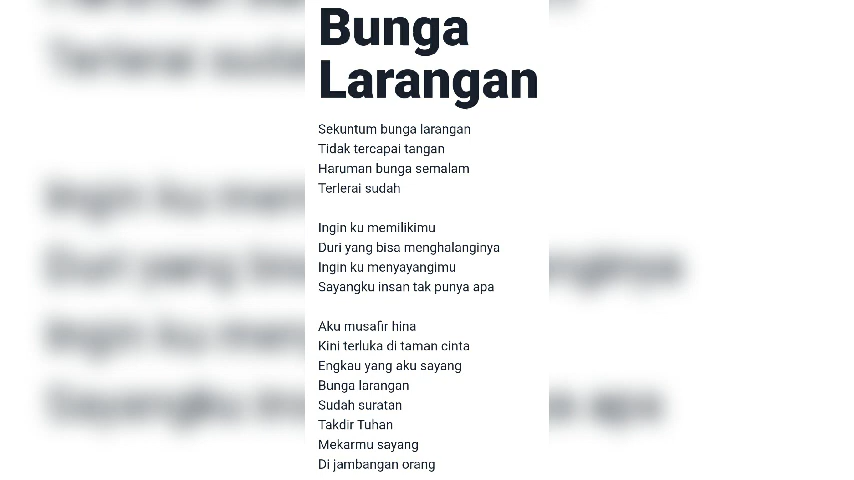 Bunga
Larangan
Sekuntum bunga larangan
Tidak tercapai tangan
Haruman bunga semalam
Terlerai sudah
Ingin ku memilikimu
Duri yang bisa menghalanginya
Ingin ku menyayangimu
Sayangku insan tak punya apa
Aku musafir hina
Kini terluka di taman cinta
Engkau yang aku sayang
Bunga larangan
Sudah suratan
Takdir Tuhan
Mekarmu sayang
Di jambangan orang